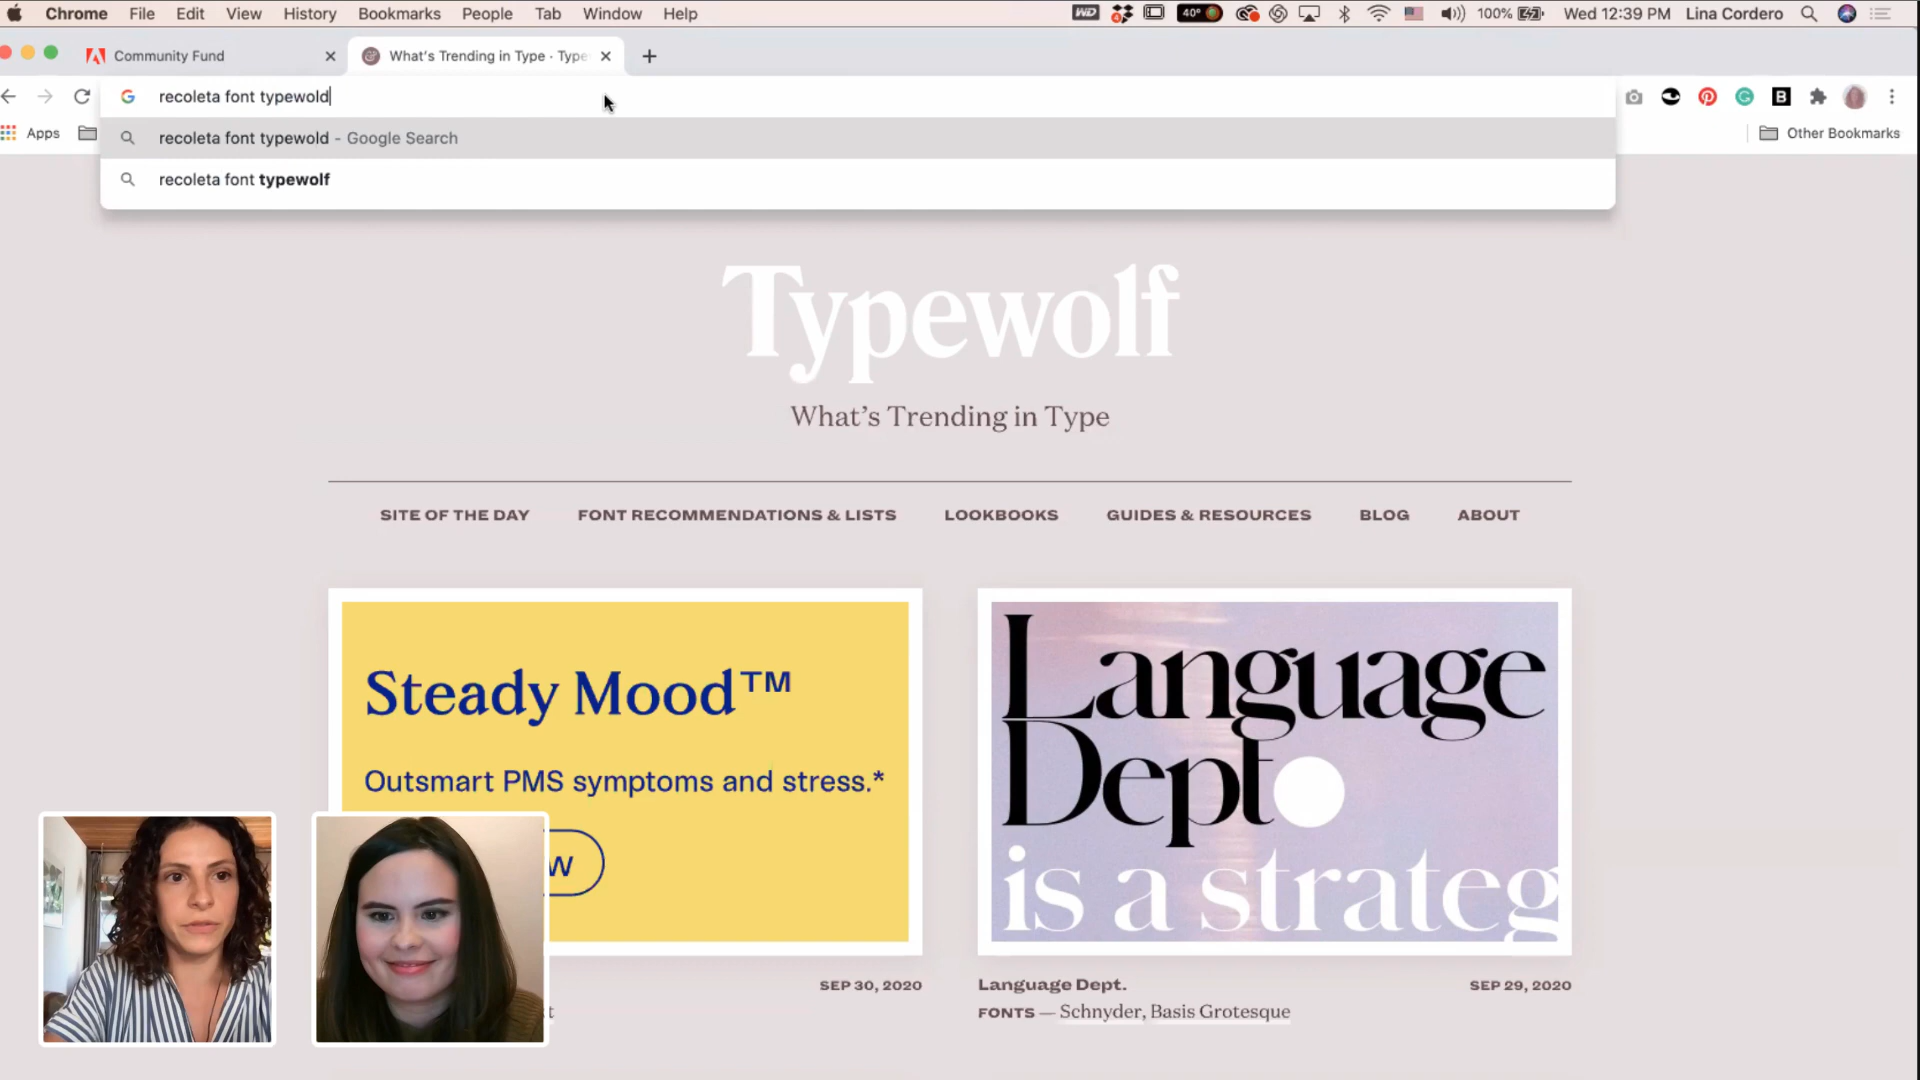 Chrome File Edit View History Bookmarks People Tab Window Help WD 4 40° 100% Wed 12:39 PM Lina Cordero
Community Fund What's Trending in Type · Type
recoleta font typewold
recoleta font typewold - Google Search
recoleta font typewolf
Apps
Other Bookmarks
Typewolf
What's Trending in Type
SITE OF THE DAY FONT RECOMMENDATIONS & LISTS LOOKBOOKS GUIDES & RESOURCES BLOG ABOUT
Steady Mood™
Outsmart PMS symptoms and stress.*
W
Language
Dept
is a strateg
SEP 30, 2020
Language Dept. SEP 29, 2020
FONTS — Schnyder, Basis Grotesque